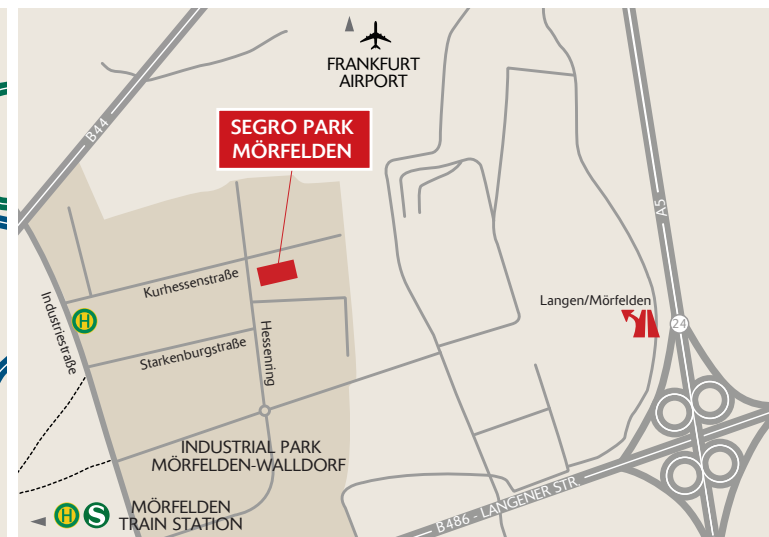 FRANKFURT
AIRPORT
B44
SEGRO PARK
MÖRFELDEN
A5
Kurhessenstraße
Industriestraße
H
Langen/Mörfelden
24
Starkenburgstraße
Hessenring
INDUSTRIAL PARK
MÖRFELDEN-WALLDORF
B486 - LANGENER STR.
H S MÖRFELDEN
TRAIN STATION